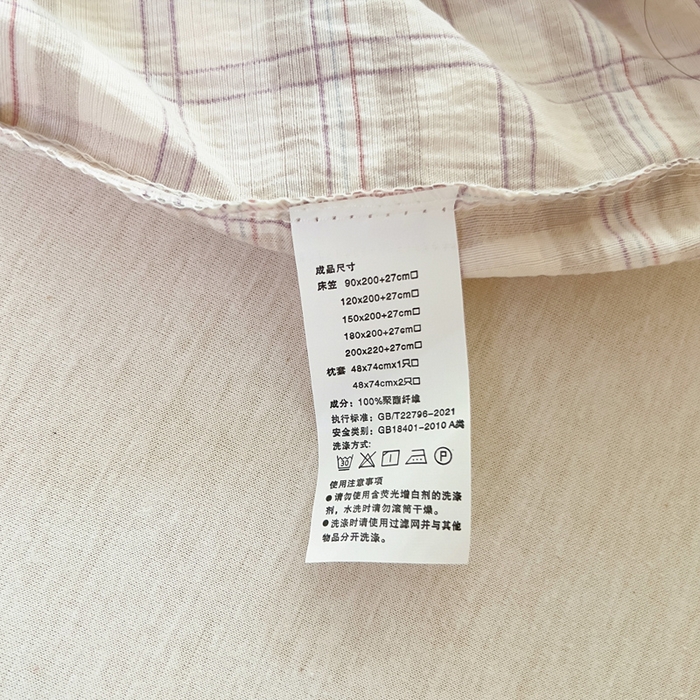 成品尺寸
床笠 90x200+27cm☐
120x200+27cm☐
150x200+27cm☐
180x200+27cm☐
200x220+27cm☐
枕套 48x74cmx1只☐
48x74cmx2只☐
成分：100%聚酯纤维
执行标准：GB/T22796-2021
安全类别：GB18401-2010 A类
洗涤方式：
30 P
使用注意事项
●请勿使用含荧光增白剂的洗涤
剂，水洗时请勿滚筒干燥。
●洗涤时请使用过滤网并与其他
物品分开洗涤。